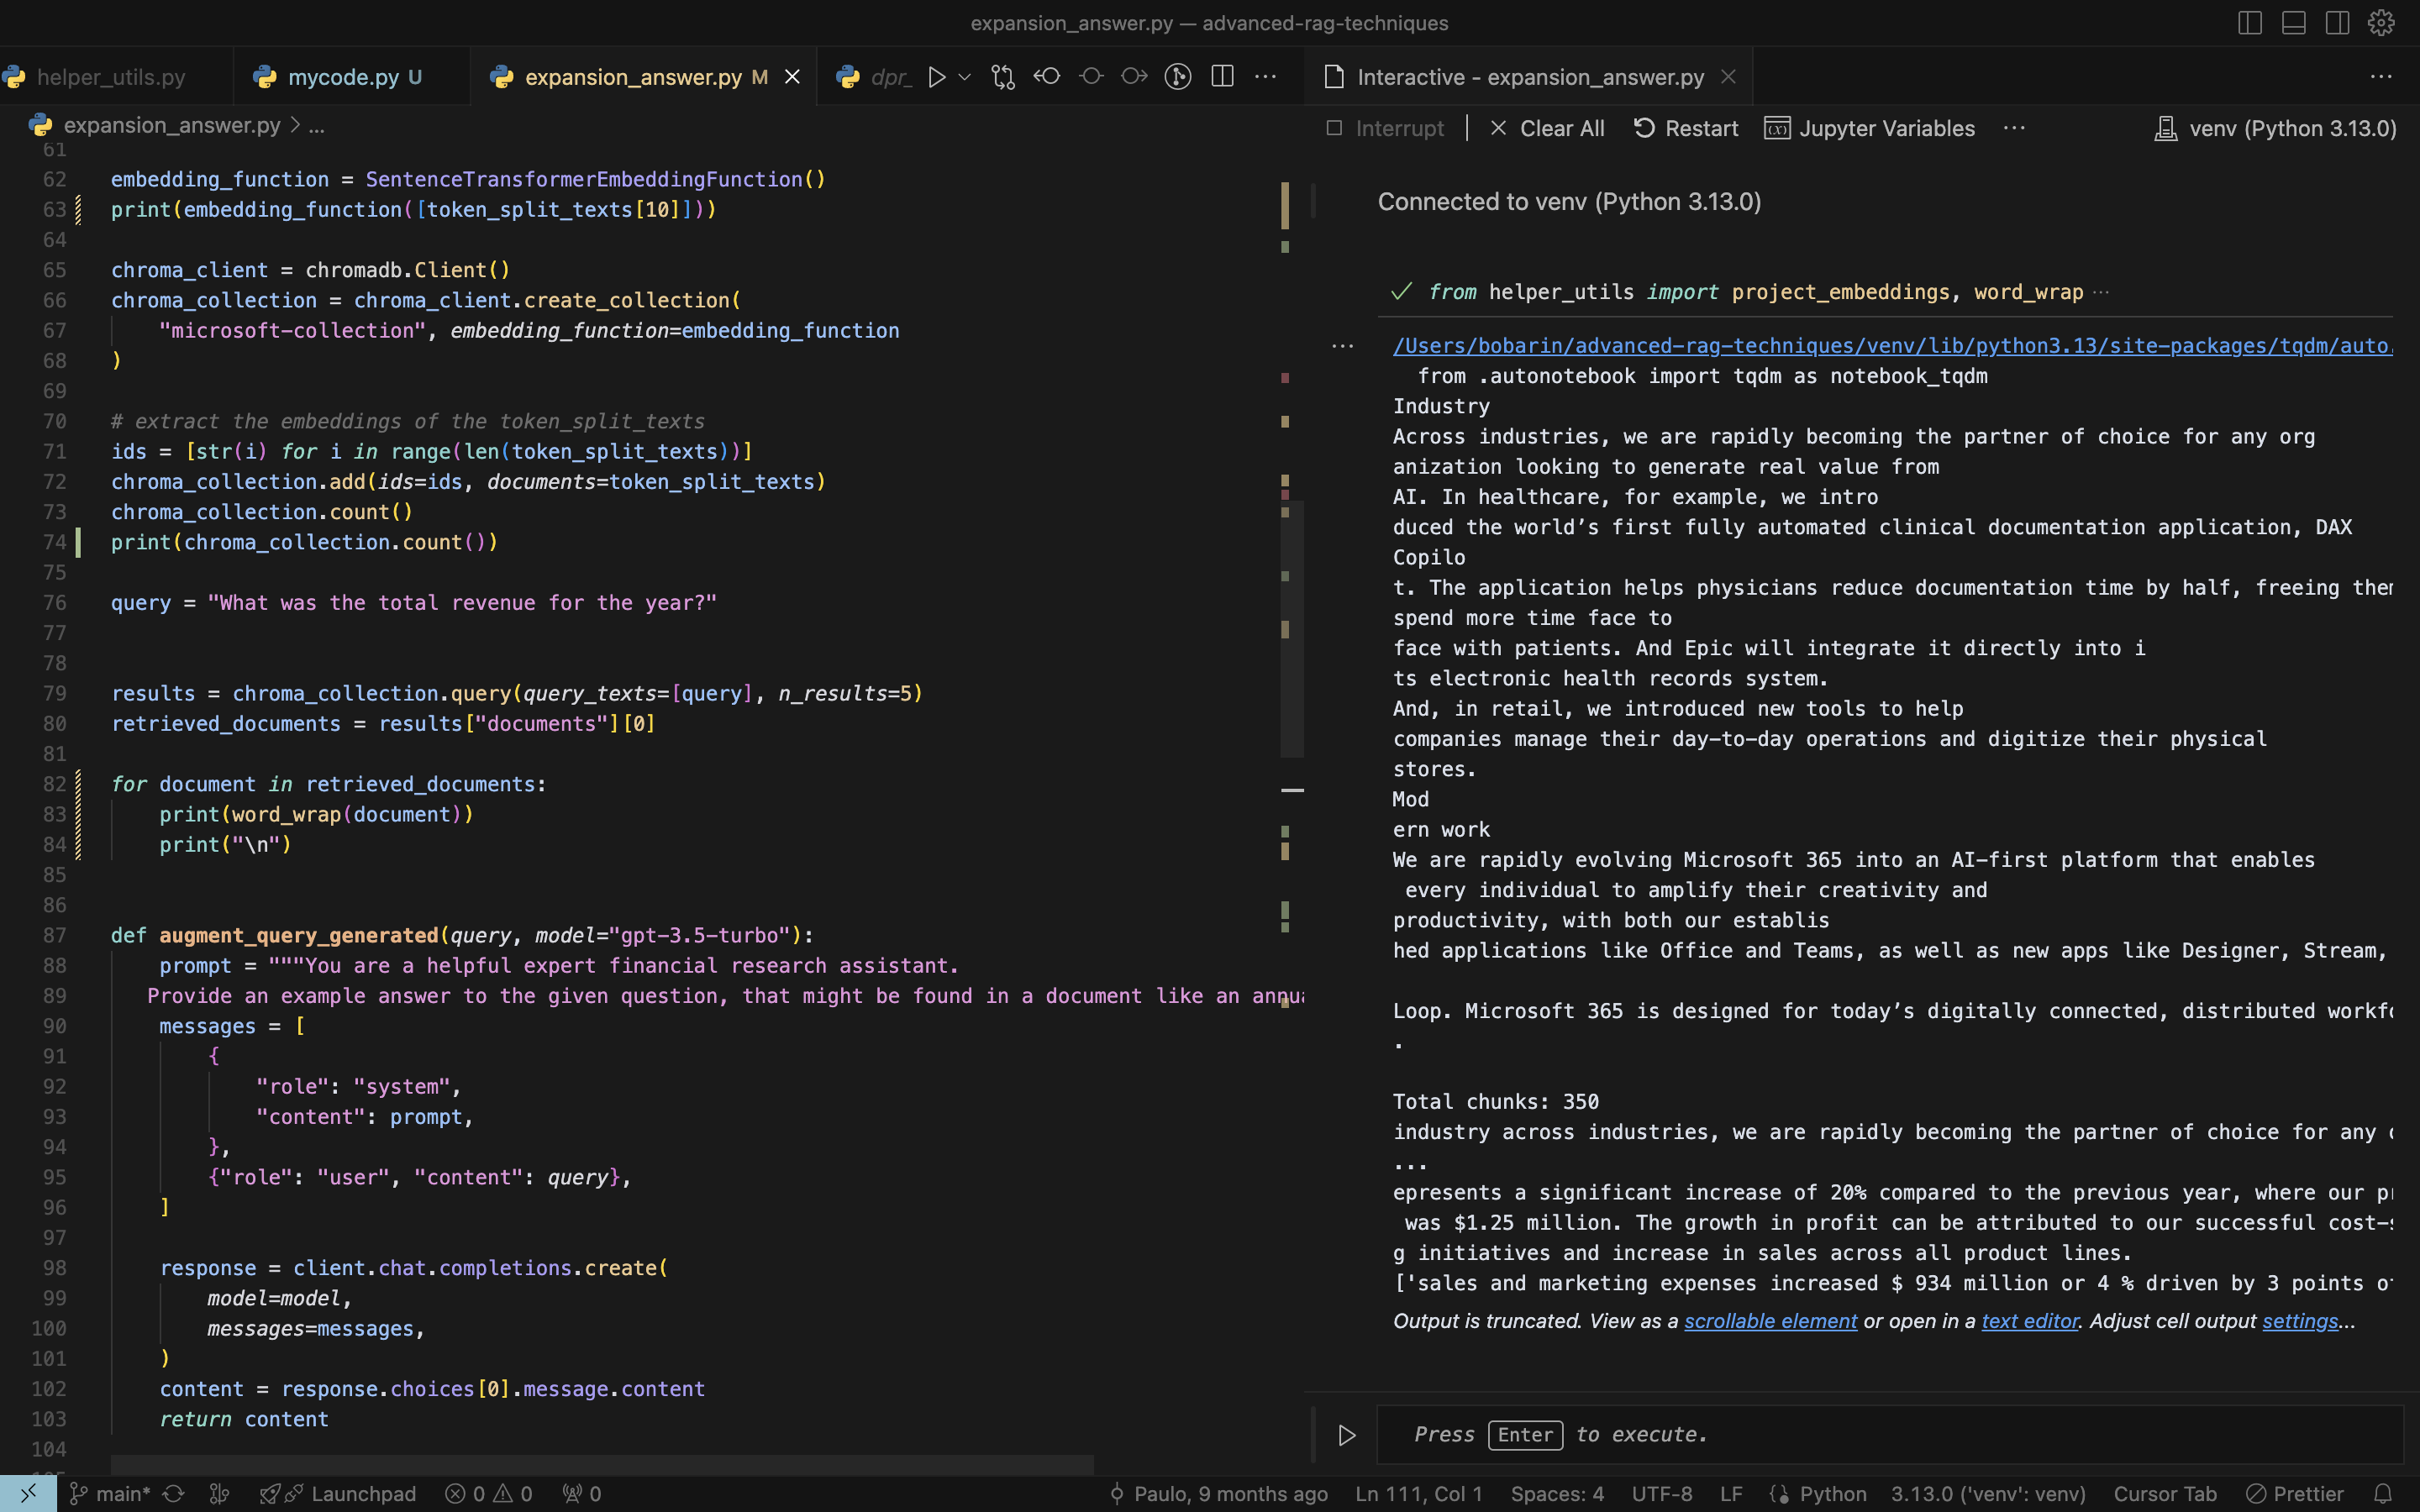 expansion_answer.py — advanced-rag-techniques
helper_utils.py
mycode.py U
expansion_answer.py M
dpr_
Interactive - expansion_answer.py
expansion_answer.py > ...
Interrupt | Clear All Restart Jupyter Variables ... venv (Python 3.13.0)
61
62 embedding_function = SentenceTransformerEmbeddingFunction()
63 print(embedding_function([token_split_texts[10]]))
64
65 chroma_client = chromadb.Client()
66 chroma_collection = chroma_client.create_collection(
67     "microsoft-collection", embedding_function=embedding_function
68 )
69
70 # extract the embeddings of the token_split_texts
71 ids = [str(i) for i in range(len(token_split_texts))]
72 chroma_collection.add(ids=ids, documents=token_split_texts)
73 chroma_collection.count()
74 print(chroma_collection.count())
75
76 query = "What was the total revenue for the year?"
77
78
79 results = chroma_collection.query(query_texts=[query], n_results=5)
80 retrieved_documents = results["documents"][0]
81
82 for document in retrieved_documents:
83     print(word_wrap(document))
84     print("\n")
85
86
87 def augment_query_generated(query, model="gpt-3.5-turbo"):
88     prompt = """You are a helpful expert financial research assistant.
89    Provide an example answer to the given question, that might be found in a document like an annua
90     messages = [
91         {
92             "role": "system",
93             "content": prompt,
94         },
95         {"role": "user", "content": query},
96     ]
97
98     response = client.chat.completions.create(
99         model=model,
100         messages=messages,
101     )
102     content = response.choices[0].message.content
103     return content
104
Connected to venv (Python 3.13.0)
from helper_utils import project_embeddings, word_wrap ...
/Users/bobarin/advanced-rag-techniques/venv/lib/python3.13/site-packages/tqdm/auto.
  from .autonotebook import tqdm as notebook_tqdm
Industry
Across industries, we are rapidly becoming the partner of choice for any org
anization looking to generate real value from
AI. In healthcare, for example, we intro
duced the world’s first fully automated clinical documentation application, DAX
Copilo
t. The application helps physicians reduce documentation time by half, freeing them
spend more time face to
face with patients. And Epic will integrate it directly into i
ts electronic health records system.
And, in retail, we introduced new tools to help
companies manage their day-to-day operations and digitize their physical
stores.
Mod
ern work
We are rapidly evolving Microsoft 365 into an AI-first platform that enables
 every individual to amplify their creativity and
productivity, with both our establis
hed applications like Office and Teams, as well as new apps like Designer, Stream,
Loop. Microsoft 365 is designed for today’s digitally connected, distributed workfo
.
Total chunks: 350
industry across industries, we are rapidly becoming the partner of choice for any
...
epresents a significant increase of 20% compared to the previous year, where our pr
 was $1.25 million. The growth in profit can be attributed to our successful cost-s
g initiatives and increase in sales across all product lines.
['sales and marketing expenses increased $ 934 million or 4 % driven by 3 points of
Output is truncated. View as a scrollable element or open in a text editor. Adjust cell output settings...
Press Enter to execute.
main* Launchpad 0 0 0 Paulo, 9 months ago Ln 111, Col 1 Spaces: 4 UTF-8 LF Python 3.13.0 ('venv': venv) Cursor Tab Prettier